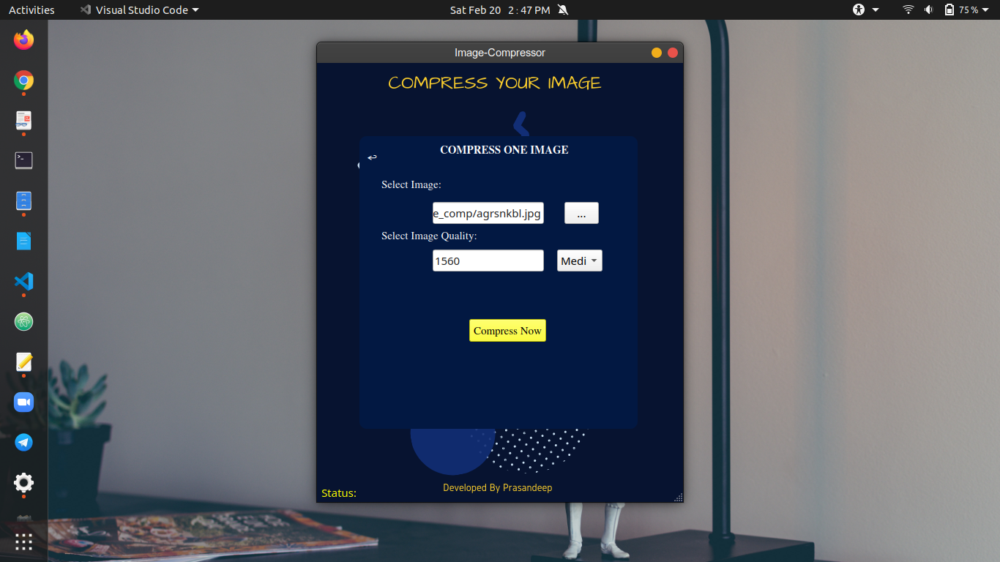 Activities
Visual Studio Code
Sat Feb 20 2:47 PM
75%
Image-Compressor
COMPRESS YOUR IMAGE
COMPRESS ONE IMAGE
Select Image:
e_comp/agrsnkbl.jpg ...
Select Image Quality:
1560 Medi
Compress Now
Developed By Prasandeep
Status: